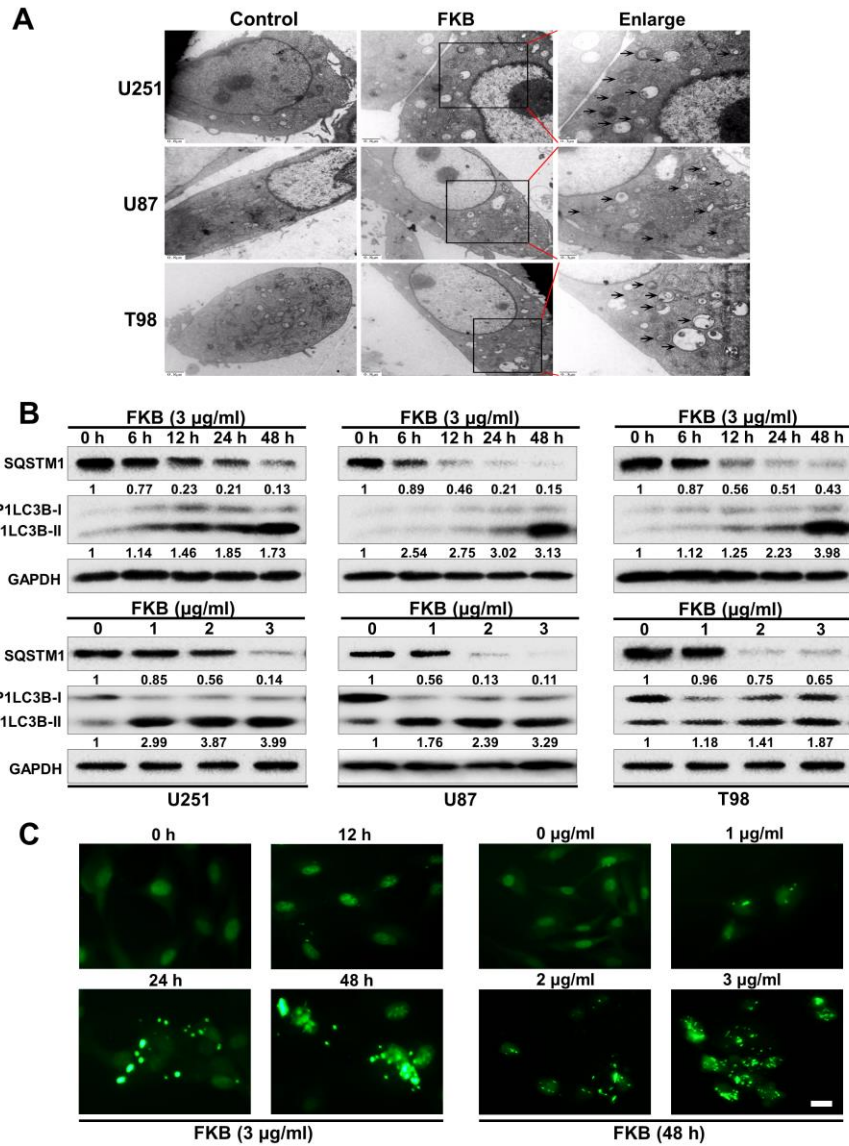 A
Control FKB Enlarge
U251
U87
T98
B
FKB (3 µg/ml) FKB (3 µg/ml) FKB (3 µg/ml)
0 h 6 h 12 h 24 h 48 h 0 h 6 h 12 h 24 h 48 h 0 h 6 h 12 h 24 h 48 h
SQSTM1
1 0.77 0.23 0.21 0.13 1 0.89 0.46 0.21 0.15 1 0.87 0.56 0.51 0.43
P1LC3B-I
1LC3B-II
1 1.14 1.46 1.85 1.73 1 2.54 2.75 3.02 3.13 1 1.12 1.25 2.23 3.98
GAPDH
FKB (µg/ml) FKB (µg/ml) FKB (µg/ml)
0 1 2 3 0 1 2 3 0 1 2 3
SQSTM1
1 0.85 0.56 0.14 1 0.56 0.13 0.11 1 0.96 0.75 0.65
P1LC3B-I
1LC3B-II
1 2.99 3.87 3.99 1 1.76 2.39 3.29 1 1.18 1.41 1.87
GAPDH
U251 U87 T98
C
0 h 12 h 0 µg/ml 1 µg/ml
24 h 48 h 2 µg/ml 3 µg/ml
FKB (3 µg/ml) FKB (48 h)